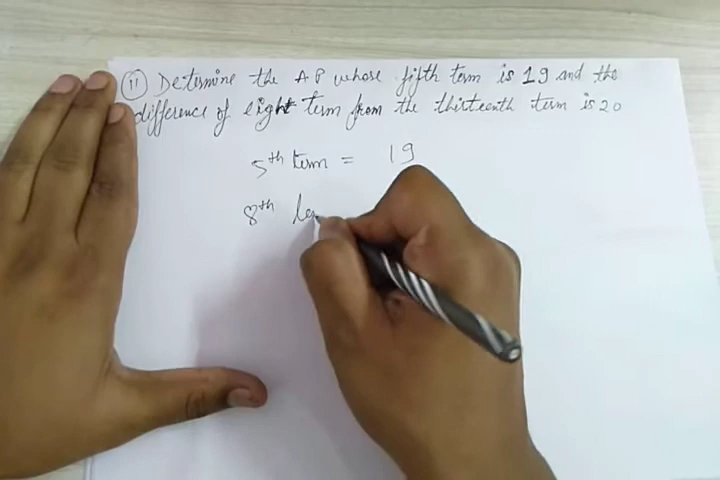 11 Determine the AP whose fifth term is 19 and the
difference of eight term from the thirteenth term is 20
5th term = 19
8th